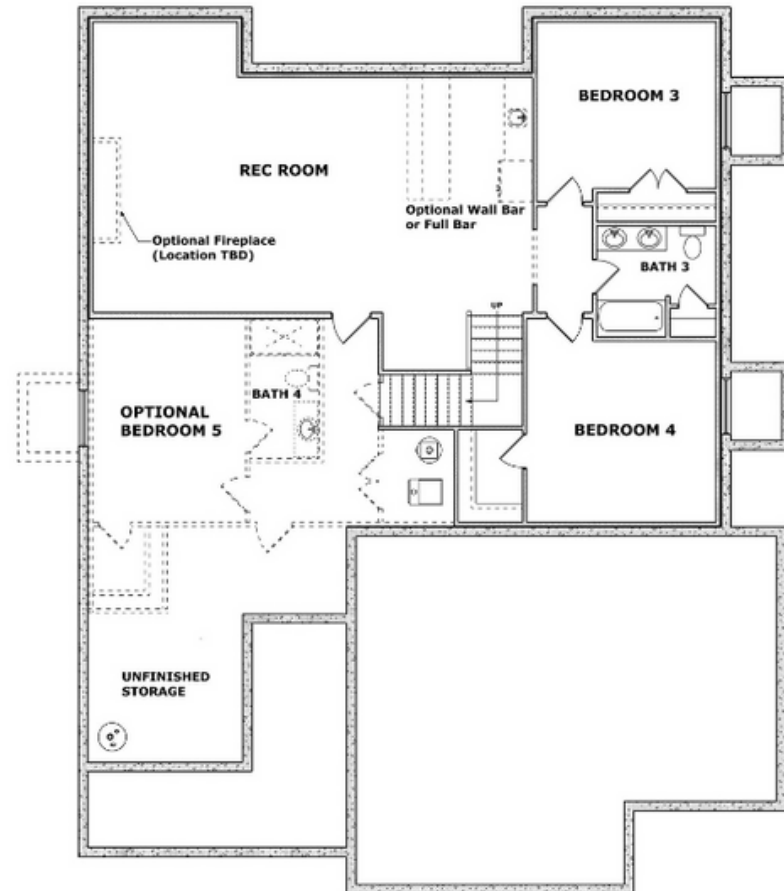 BEDROOM 3
REC ROOM
Optional Wall Bar
or Full Bar
Optional Fireplace
(Location TBD)
BATH 3
UP
BATH 4
OPTIONAL
BEDROOM 5
BEDROOM 4
UNFINISHED
STORAGE